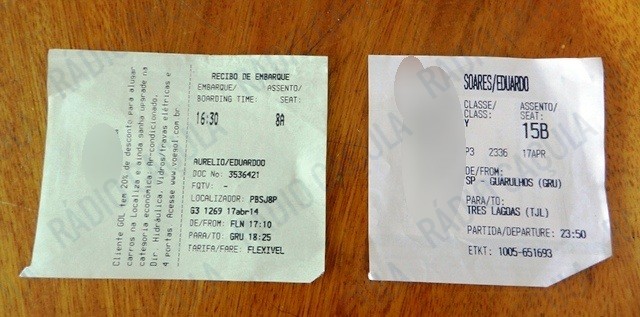 Cliente GOL tem 20% de desconto para alugar
carros na Localiza e ainda ganha upgrade na
categoria econômica: Ar-condicionado,
Dir Hidráulica, Vidros/travas elétricas e
4 portas. Acesse www.voegol.com.br.
RECIBO DE EMBARQUE
EMBARQUE/ ASSENTO/
BOARDING TIME: SEAT:
16:30 8A
AURELIO/EDUARDOO
DOC No: 3536421
FQTV: -
LOCALIZADOR: PBSJ8P
G3 1269 17abr14
DE/FROM: FLN 17:10
PARA/TO: GRU 18:25
TARIFA/FARE: FLEXIVEL
SOARES/EDUARDO
CLASSE/ ASSENTO/
CLASS: SEAT:
Y 15B
P3 2336 17APR
DE/FROM:
SP - GUARULHOS (GRU)
PARA/TO:
TRES LAGOAS (TJL)
PARTIDA/DEPARTURE: 23:50
ETKT: 1005-651693